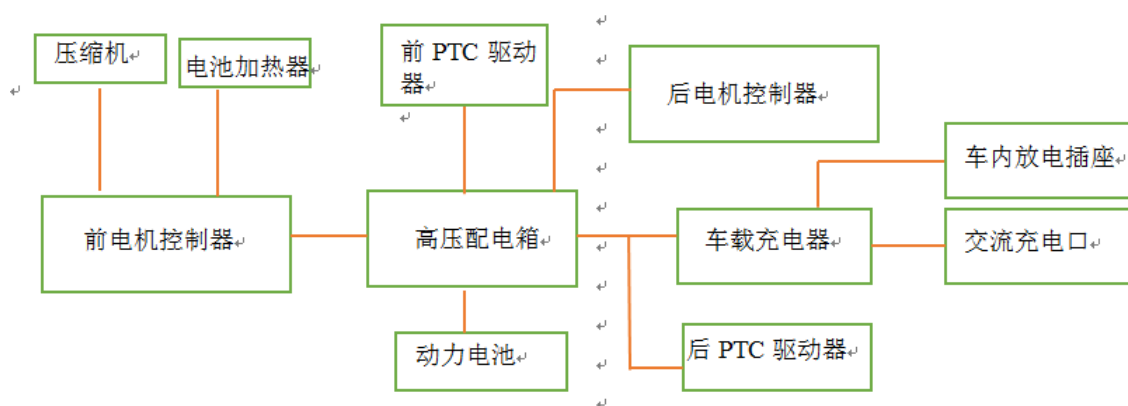 压缩机
电池加热器
前 PTC 驱动
器
后电机控制器
车内放电插座
前电机控制器
高压配电箱
车载充电器
交流充电口
动力电池
后 PTC 驱动器